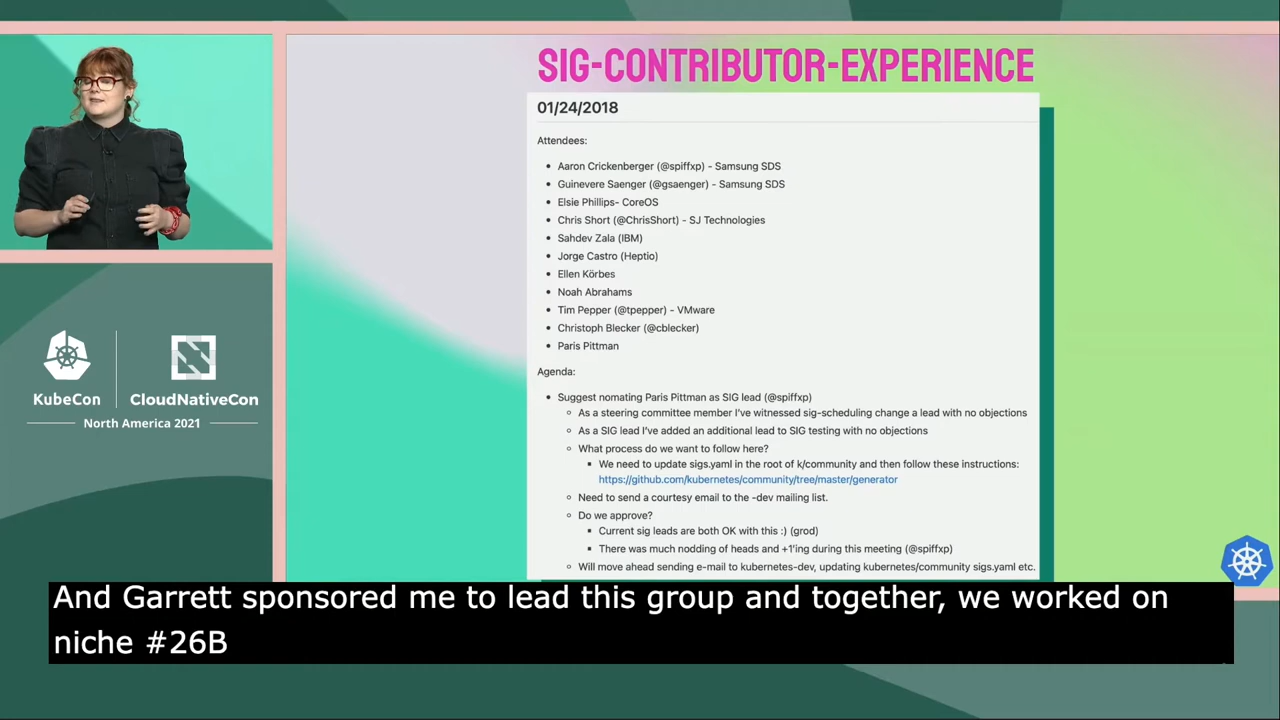 SIG-CONTRIBUTOR-EXPERIENCE
01/24/2018
Attendees:
Aaron Crickenberger (@spiffxp) - Samsung SDS
Guinevere Saenger (@gsaenger) - Samsung SDS
Elsie Phillips- CoreOS
Chris Short (@ChrisShort) - SJ Technologies
Sahdev Zala (IBM)
Jorge Castro (Heptio)
Ellen Körbes
Noah Abrahams
Tim Pepper (@tpepper) - VMware
Christoph Blecker (@cblecker)
Paris Pittman
Agenda:
Suggest nomating Paris Pittman as SIG lead (@spiffxp)
As a steering committee member I've witnessed sig-scheduling change a lead with no objections
As a SIG lead I've added an additional lead to SIG testing with no objections
What process do we want to follow here?
We need to update sigs.yaml in the root of k/community and then follow these instructions:
https://github.com/kubernetes/community/tree/master/generator
Need to send a courtesy email to the -dev mailing list.
Do we approve?
Current sig leads are both OK with this :) (grod)
There was much nodding of heads and +1'ing during this meeting (@spiffxp)
Will move ahead sending e-mail to kubernetes-dev, updating kubernetes/community sigs.yaml etc.
KubeCon
CloudNativeCon
North America 2021
And Garrett sponsored me to lead this group and together, we worked on
niche #26B